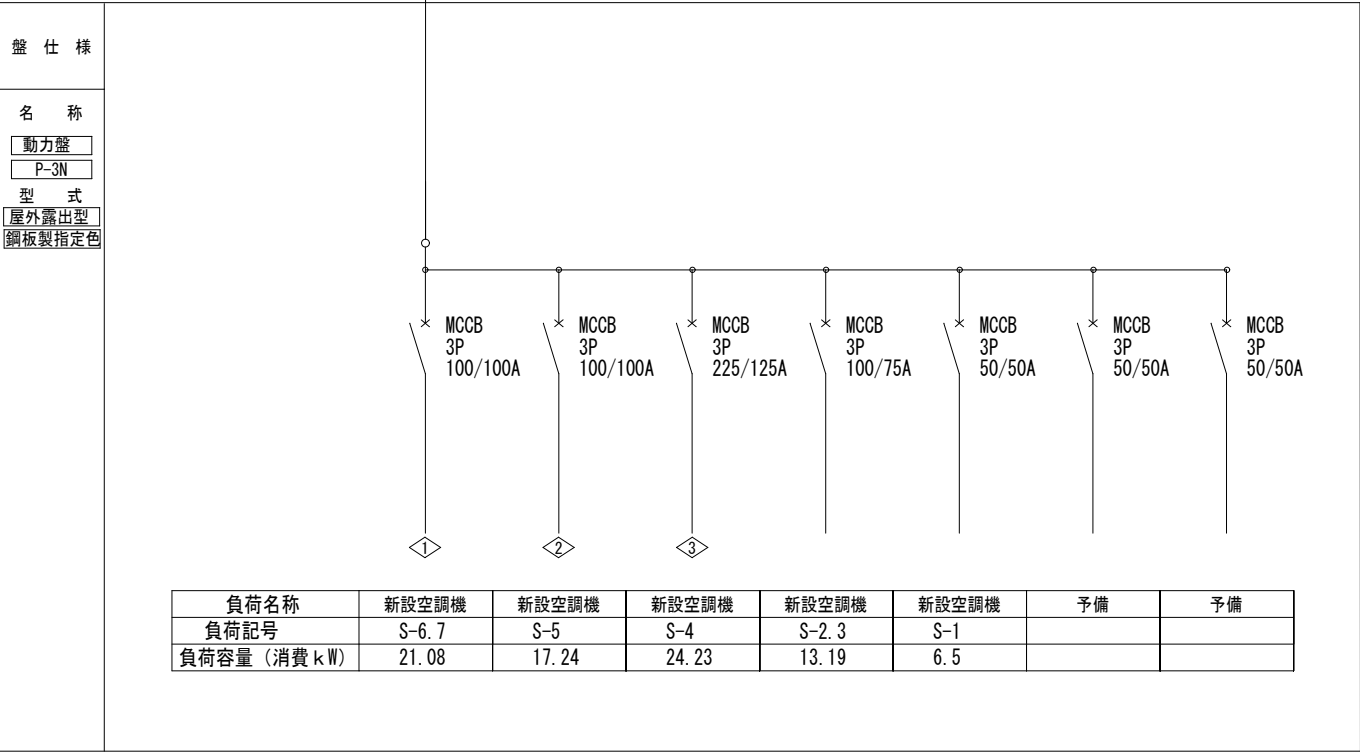 盤 仕 様
名 称
動力盤
P-3N
型 式
屋外露出型
鋼板製指定色
MCCB
3P
100/100A
MCCB
3P
100/100A
MCCB
3P
225/125A
MCCB
3P
100/75A
MCCB
3P
50/50A
MCCB
3P
50/50A
MCCB
3P
50/50A
1 2 3
負荷名称 新設空調機 新設空調機 新設空調機 新設空調機 新設空調機 予備 予備
負荷記号 S-6.7 S-5 S-4 S-2.3 S-1
負荷容量（消費ｋW） 21.08 17.24 24.23 13.19 6.5